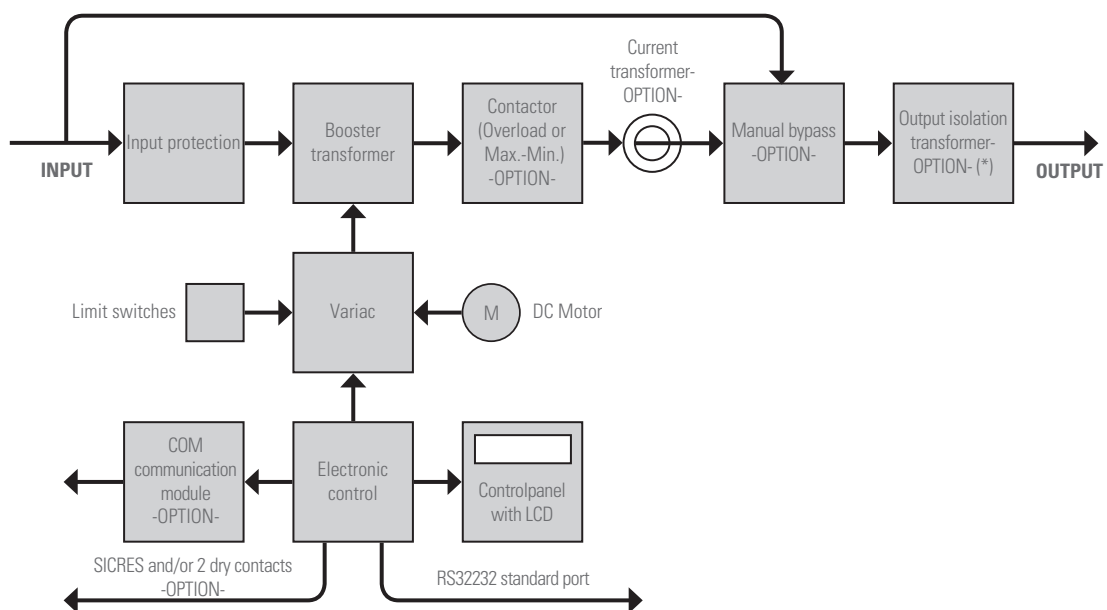 Current
transformer-
OPTION-
INPUT
Input protection
Booster
transformer
Contactor
(Overload or
Max.-Min.)
-OPTION-
Manual bypass
-OPTION-
Output isolation
transformer-
OPTION- (*)
OUTPUT
Limit switches
Variac
M
DC Motor
COM
communication
module
-OPTION-
Electronic
control
Controlpanel
with LCD
SICRES and/or 2 dry contacts
-OPTION-
RS32232 standard port